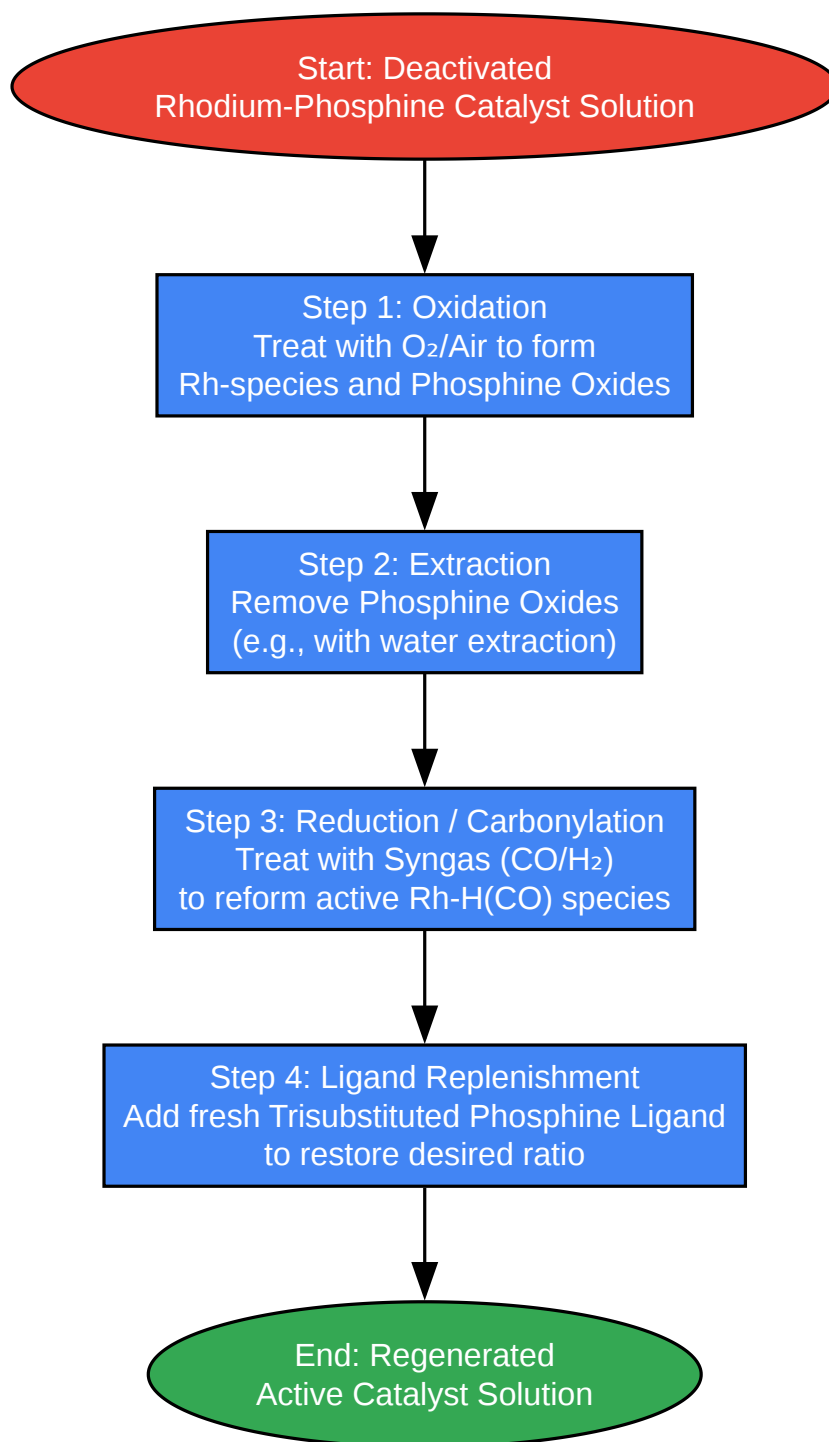 Start: Deactivated
Rhodium-Phosphine Catalyst Solution
Step 1: Oxidation
Treat with O₂/Air to form
Rh-species and Phosphine Oxides
Step 2: Extraction
Remove Phosphine Oxides
(e.g., with water extraction)
Step 3: Reduction / Carbonylation
Treat with Syngas (CO/H₂)
to reform active Rh-H(CO) species
Step 4: Ligand Replenishment
Add fresh Trisubstituted Phosphine Ligand
to restore desired ratio
End: Regenerated
Active Catalyst Solution